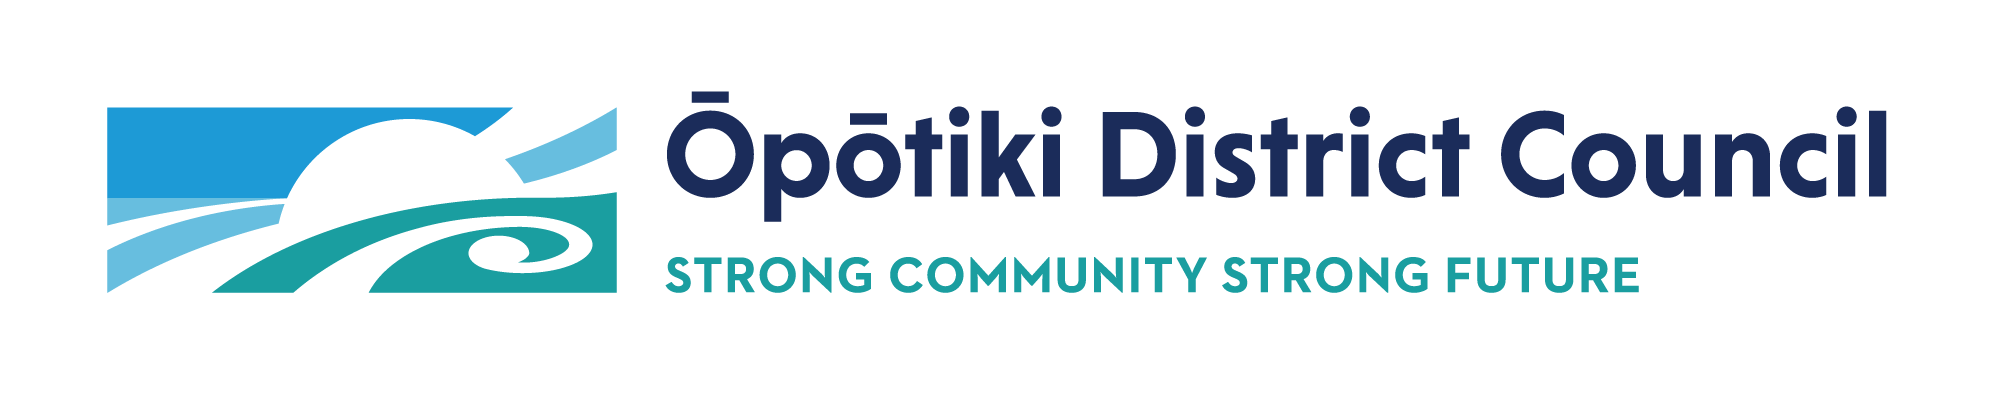 Ōpōtiki District Council
STRONG COMMUNITY STRONG FUTURE